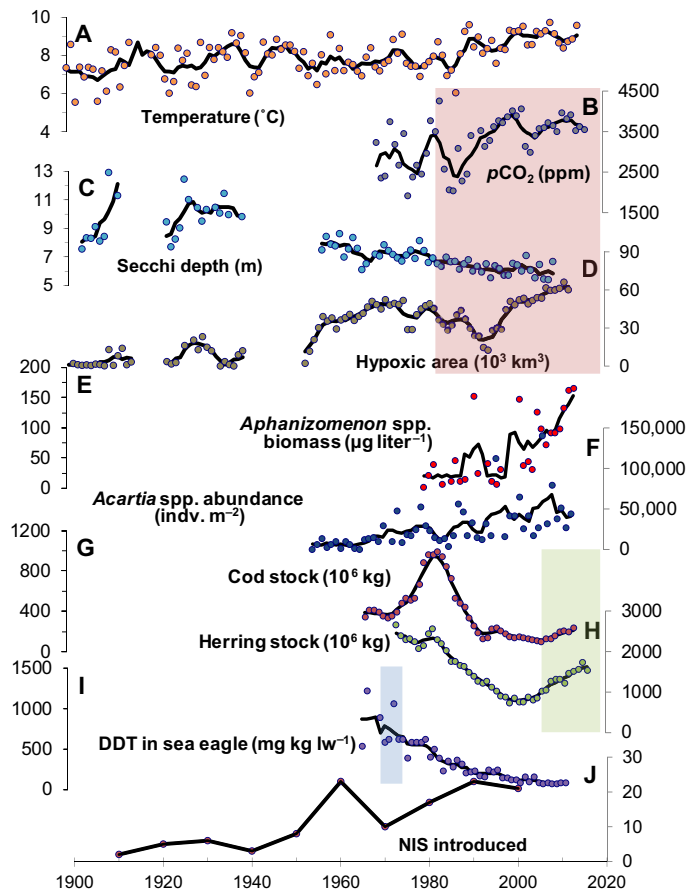 10
A
8
6
4
Temperature (˚C)
4500
B
3500
2500
pCO2 (ppm)
1500
13
C
11
9
7
5
Secchi depth (m)
90
D
60
30
0
Hypoxic area (10³ km³)
200
E
150
100
50
0
Aphanizomenon spp.
biomass (µg liter⁻¹)
150,000
F
100,000
50,000
0
Acartia spp. abundance
(indv. m⁻²)
1200
G
800
400
0
Cod stock (10⁶ kg)
3000
H
2000
1000
0
Herring stock (10⁶ kg)
1500
I
1000
500
0
DDT in sea eagle (mg kg lw⁻¹)
30
J
20
10
0
NIS introduced
1900 1920 1940 1960 1980 2000 2020